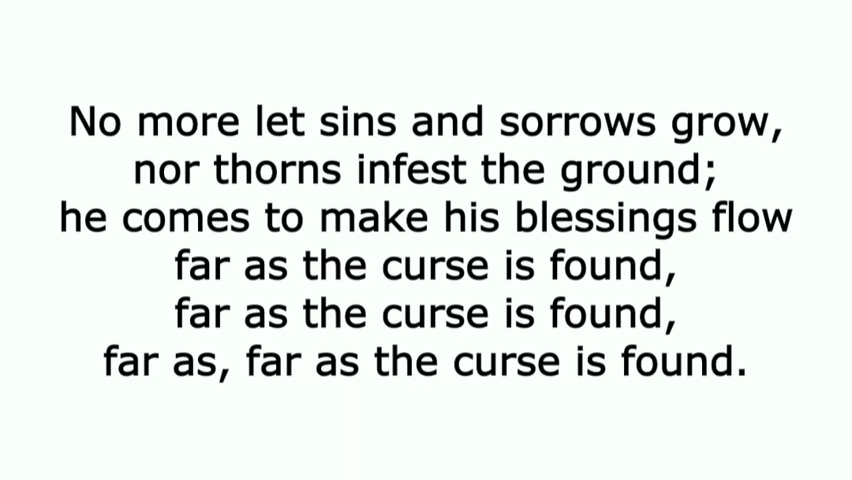 No more let sins and sorrows grow,
nor thorns infest the ground;
he comes to make his blessings flow
far as the curse is found,
far as the curse is found,
far as, far as the curse is found.